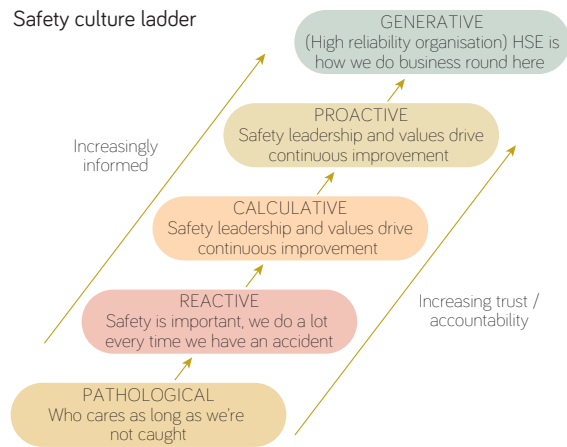 Safety culture ladder
GENERATIVE
(High reliability organisation) HSE is
how we do business round here
PROACTIVE
Safety leadership and values drive
continuous improvement
Increasingly
informed
CALCULATIVE
Safety leadership and values drive
continuous improvement
REACTIVE
Safety is important, we do a lot
every time we have an accident
Increasing trust /
accountability
PATHOLOGICAL
Who cares as long as we're
not caught